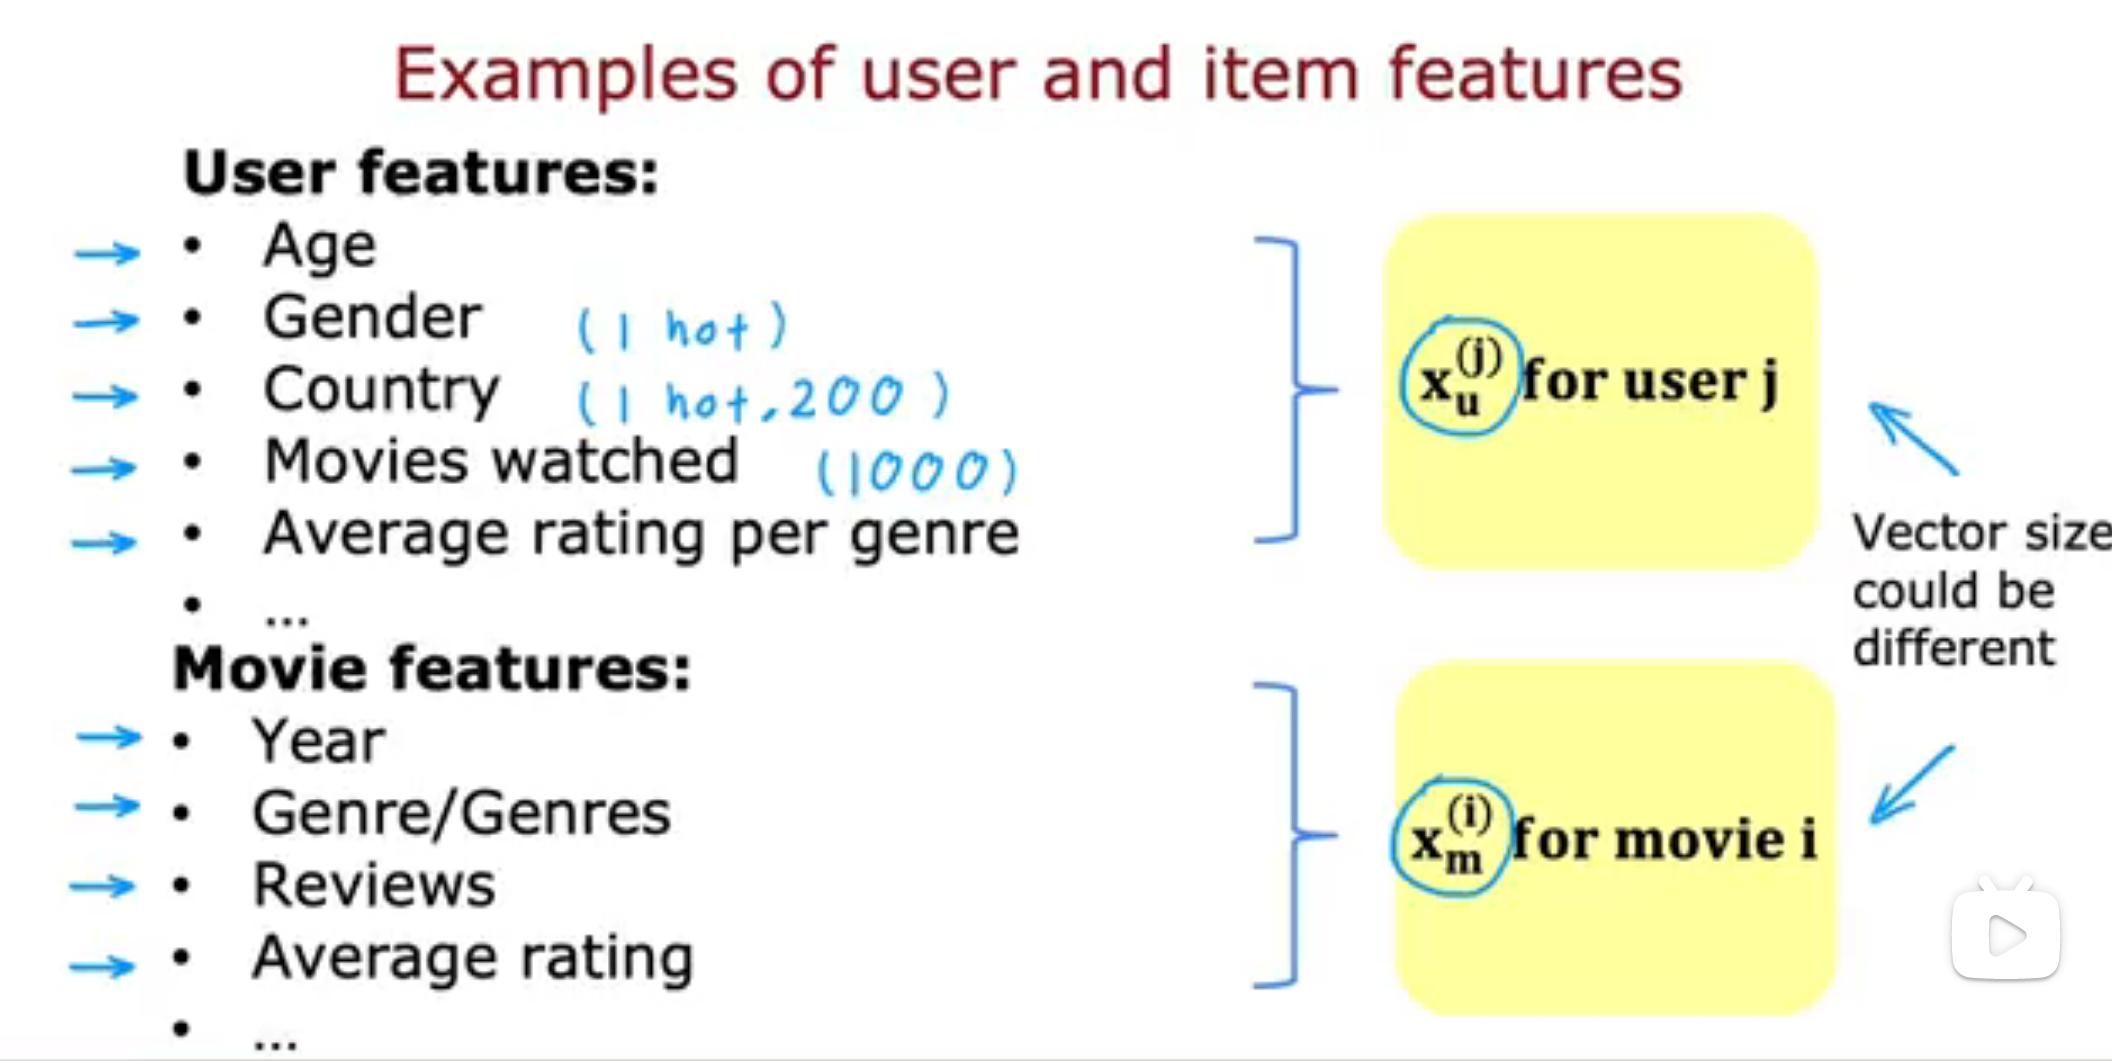 Examples of user and item features
User features:
• Age
• Gender (1 hot)
• Country (1 hot, 200)
• Movies watched (1000)
• Average rating per genre
• ...
x_u^(j) for user j
Vector size
could be
different
Movie features:
• Year
• Genre/Genres
• Reviews
• Average rating
• ...
x_m^(i) for movie i